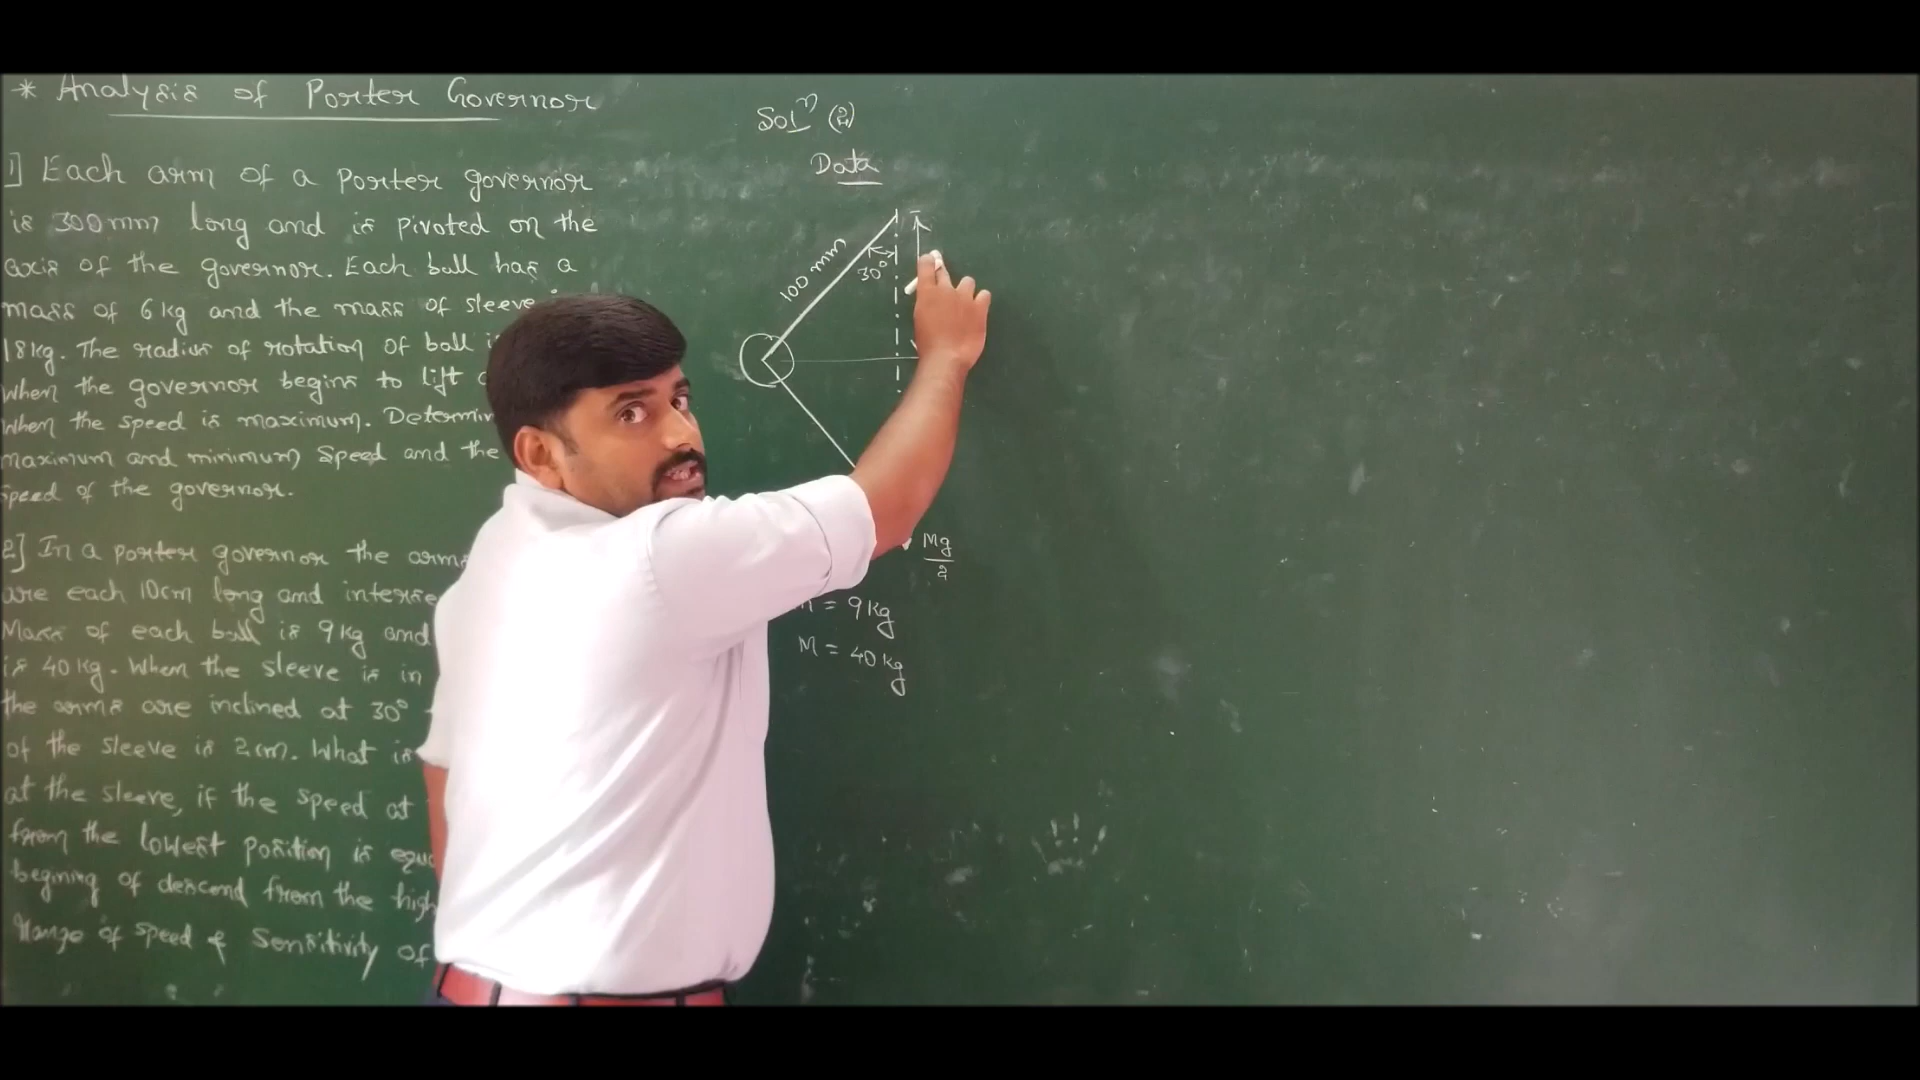 * Analysis of Porter Governor
1] Each arm of a porter governor
is 300mm long and is pivoted on the
axis of the governor. Each ball has a
mass of 6 kg and the mass of sleeve
18kg. The radius of rotation of ball
When the governor begins to lift
When the speed is maximum. Determin
maximum and minimum Speed and the
speed of the governor.
2] In a porter governor the arms
are each 10cm long and interse
Mass of each ball is 9 kg and
is 40 kg. When the sleeve is in
the arms are inclined at 30°
of the sleeve is 2cm. What is
at the sleeve, if the speed at
from the lowest position is equ
begining of descend from the high
Range of speed & Sensitivity of
Solⁿ (2)
Data
100 mm
30°
Mg
2
m = 9 kg
M = 40 kg